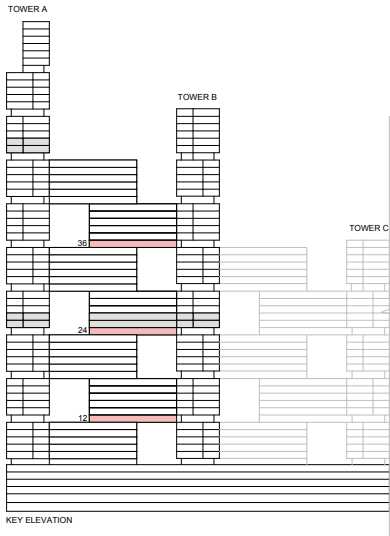 TOWER A
TOWER B
TOWER C
36
24
12
KEY ELEVATION